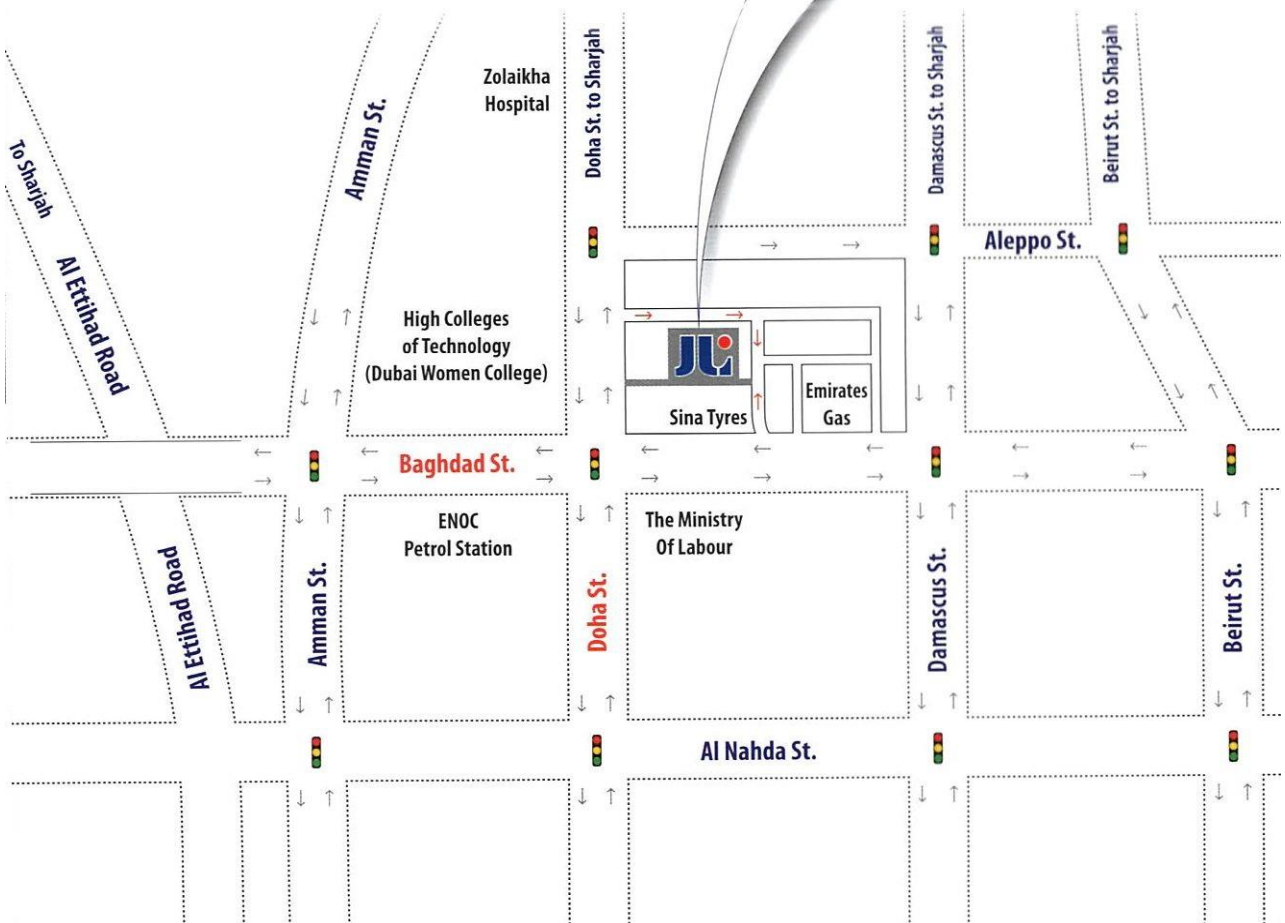 Zolaikha
Hospital
Doha St. to Sharjah
Damascus St. to Sharjah
Beirut St. to Sharjah
To Sharjah
Al Ettihad Road
Amman St.
Aleppo St.
High Colleges
of Technology
(Dubai Women College)
JLi
Sina Tyres
Emirates
Gas
Baghdad St.
ENOC
Petrol Station
The Ministry
Of Labour
Al Ettihad Road
Amman St.
Doha St.
Damascus St.
Beirut St.
Al Nahda St.